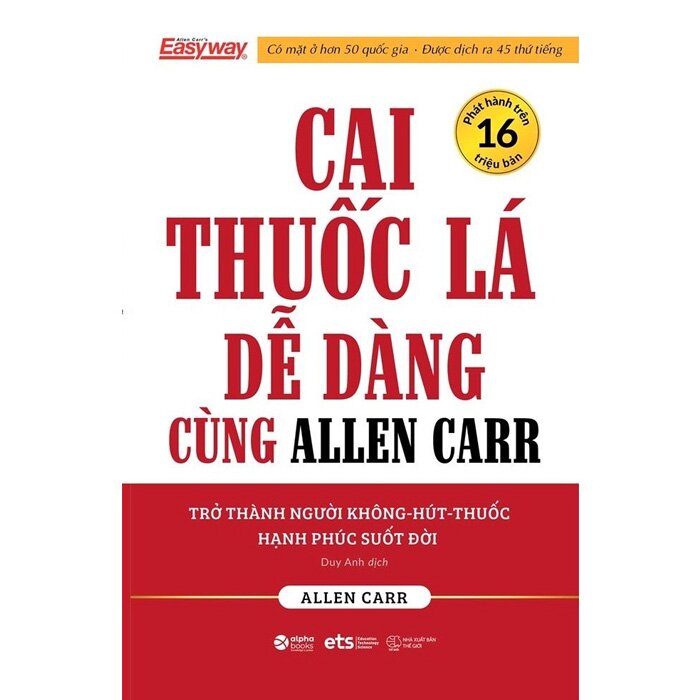 Allen Carr's
Easyway®
Có mặt ở hơn 50 quốc gia · Được dịch ra 45 thứ tiếng
Phát hành trên
16
triệu bản
CAI
THUỐC LÁ
DỄ DÀNG
CÙNG ALLEN CARR
TRỞ THÀNH NGƯỜI KHÔNG-HÚT-THUỐC
HẠNH PHÚC SUỐT ĐỜI
Duy Anh dịch
ALLEN CARR
alpha
books
ets
Education
Technology
Science
NHÀ XUẤT BẢN
THẾ GIỚI